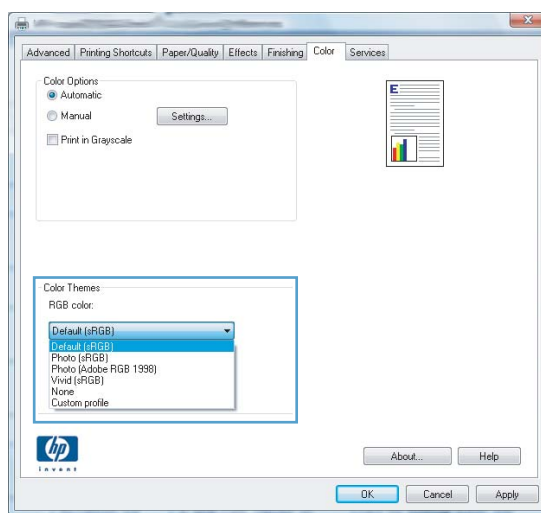 Advanced Printing Shortcuts Paper/Quality Effects Finishing Color Services
Color Options
Automatic
Manual Settings...
Print in Grayscale
E
Color Themes
RGB color:
Default (sRGB)
Default (sRGB)
Photo (sRGB)
Photo (Adobe RGB 1998)
Vivid (sRGB)
None
Custom profile
hp
invent
About... Help
OK Cancel Apply